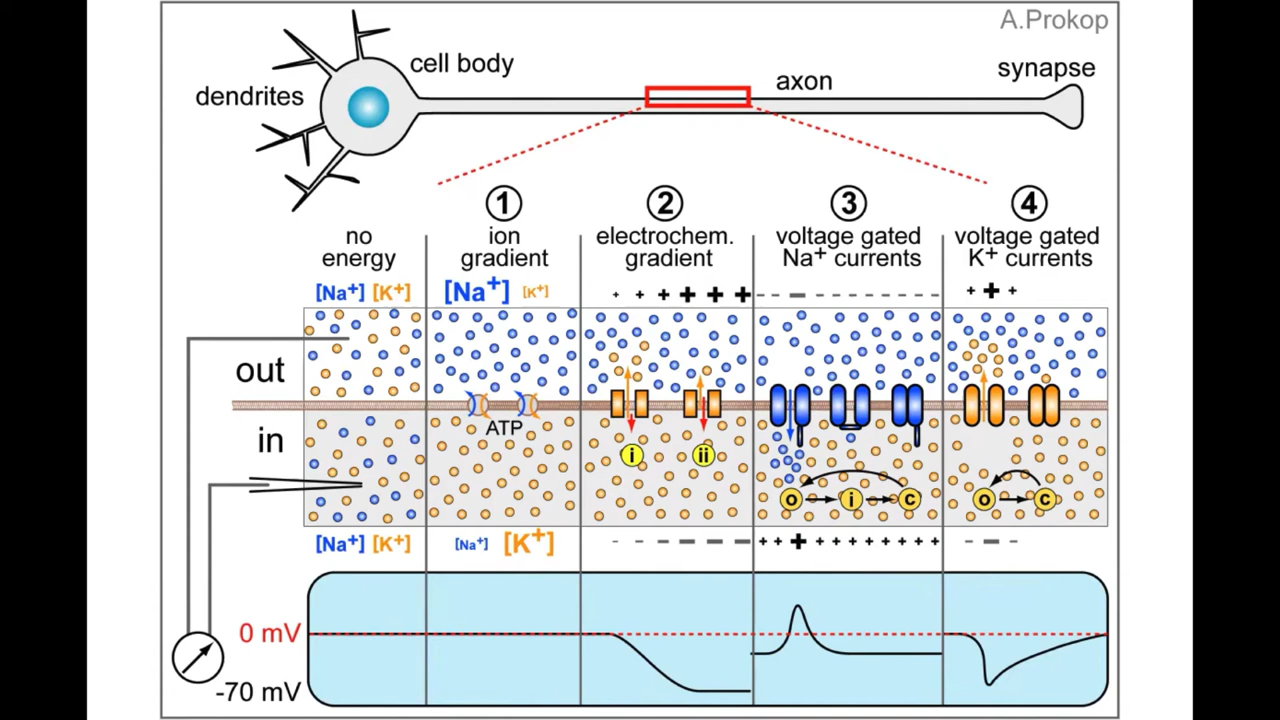 A.Prokop
cell body
synapse
axon
dendrites
1 2 3 4
no energy
ion gradient
electrochem. gradient
voltage gated Na+ currents
voltage gated K+ currents
[Na+] [K+]
[Na+] [K+]
+ + + + + +
- - - - - - - - - - -
+ + +
out
ATP
in
i ii
o i c
o c
[Na+] [K+]
[Na+] [K+]
- - - - - -
+ + + + + + + + + + +
- - -
0 mV
-70 mV